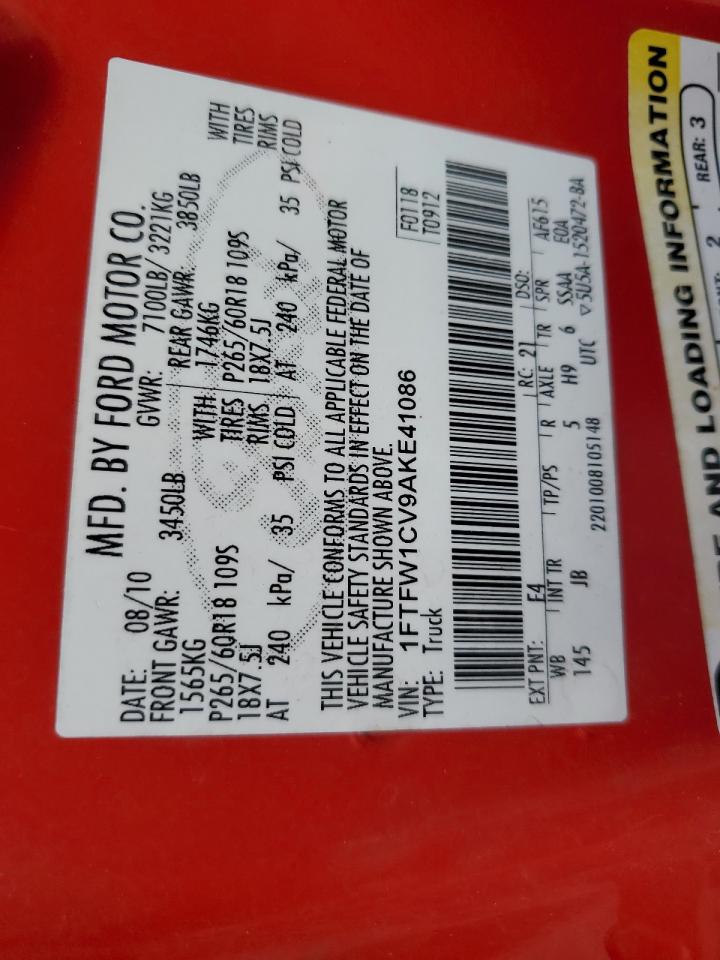 MFD. BY FORD MOTOR CO.
DATE: 08/10 GVWR: 7100LB/ 3221KG
FRONT GAWR: 3450LB REAR GAWR: 3850LB
1565KG WITH 1746KG WITH
P265/60R18 109S TIRES P265/60R18 109S TIRES
18X7.5J RIMS 18X7.5J RIMS
AT 240 kPa/ 35 PSI COLD AT 240 kPa/ 35 PSI COLD
THIS VEHICLE CONFORMS TO ALL APPLICABLE FEDERAL MOTOR
VEHICLE SAFETY STANDARDS IN EFFECT ON THE DATE OF
MANUFACTURE SHOWN ABOVE.
VIN: 1FTFW1CV9AKE41086 F0118
TYPE: Truck T0912
EXT PNT: E4 RC: 21 DSO:
WB INT TR TP/PS R AXLE TR SPR AF615
145 JB 5 H9 6 SSAA E0A
2201008105148 UTC ▽5U5A-1520472-BA
E AND LOADING INFORMATION
2 REAR: 3